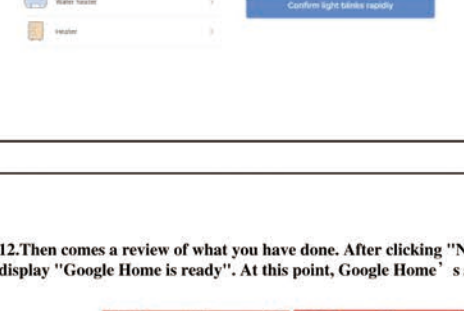 Water heater
Confirm light blinks rapidly
Heater
12.Then comes a review of what you have done. After clicking "N
display "Google Home is ready". At this point, Google Home’s